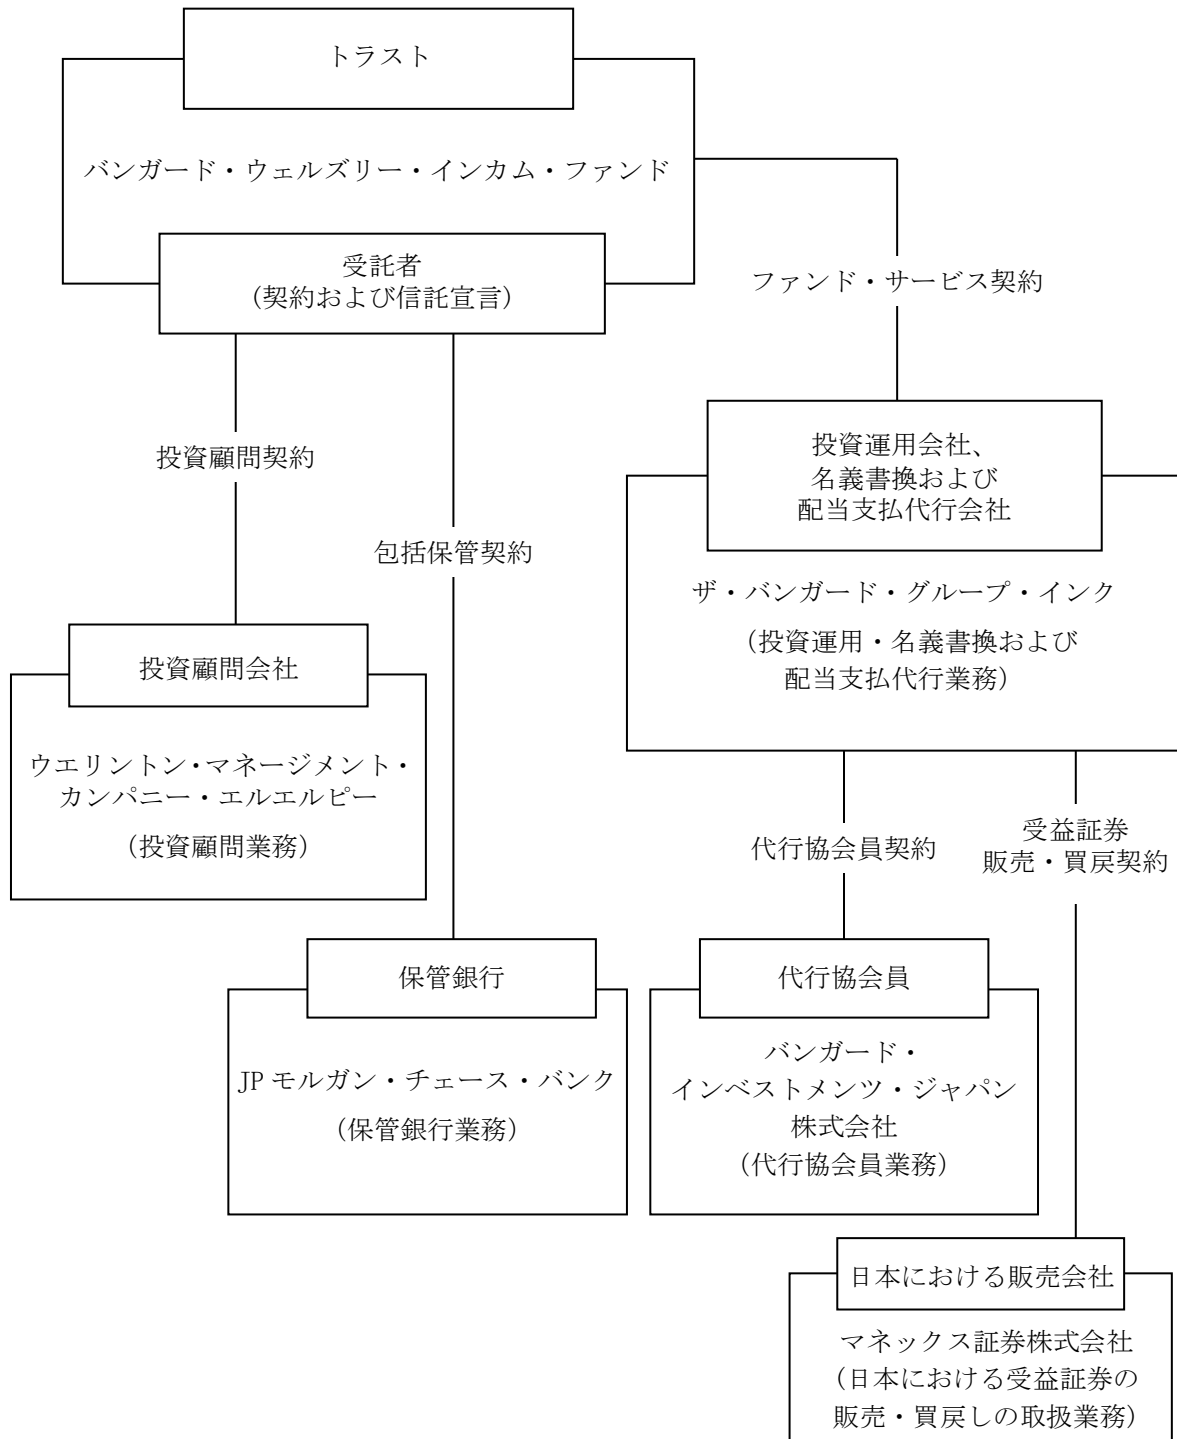 トラスト
バンガード・ウェルズリー・インカム・ファンド
受託者
（契約および信託宣言）
ファンド・サービス契約
投資顧問契約
包括保管契約
投資運用会社、
名義書換および
配当支払代行会社
ザ・バンガード・グループ・インク
（投資運用・名義書換および
配当支払代行業務）
投資顧問会社
ウエリントン・マネージメント・
カンパニー・エルエルピー
（投資顧問業務）
代行協会員契約
受益証券
販売・買戻契約
保管銀行
JP モルガン・チェース・バンク
（保管銀行業務）
代行協会員
バンガード・
インベストメンツ・ジャパン
株式会社
（代行協会員業務）
日本における販売会社
マネックス証券株式会社
（日本における受益証券の
販売・買戻しの取扱業務）